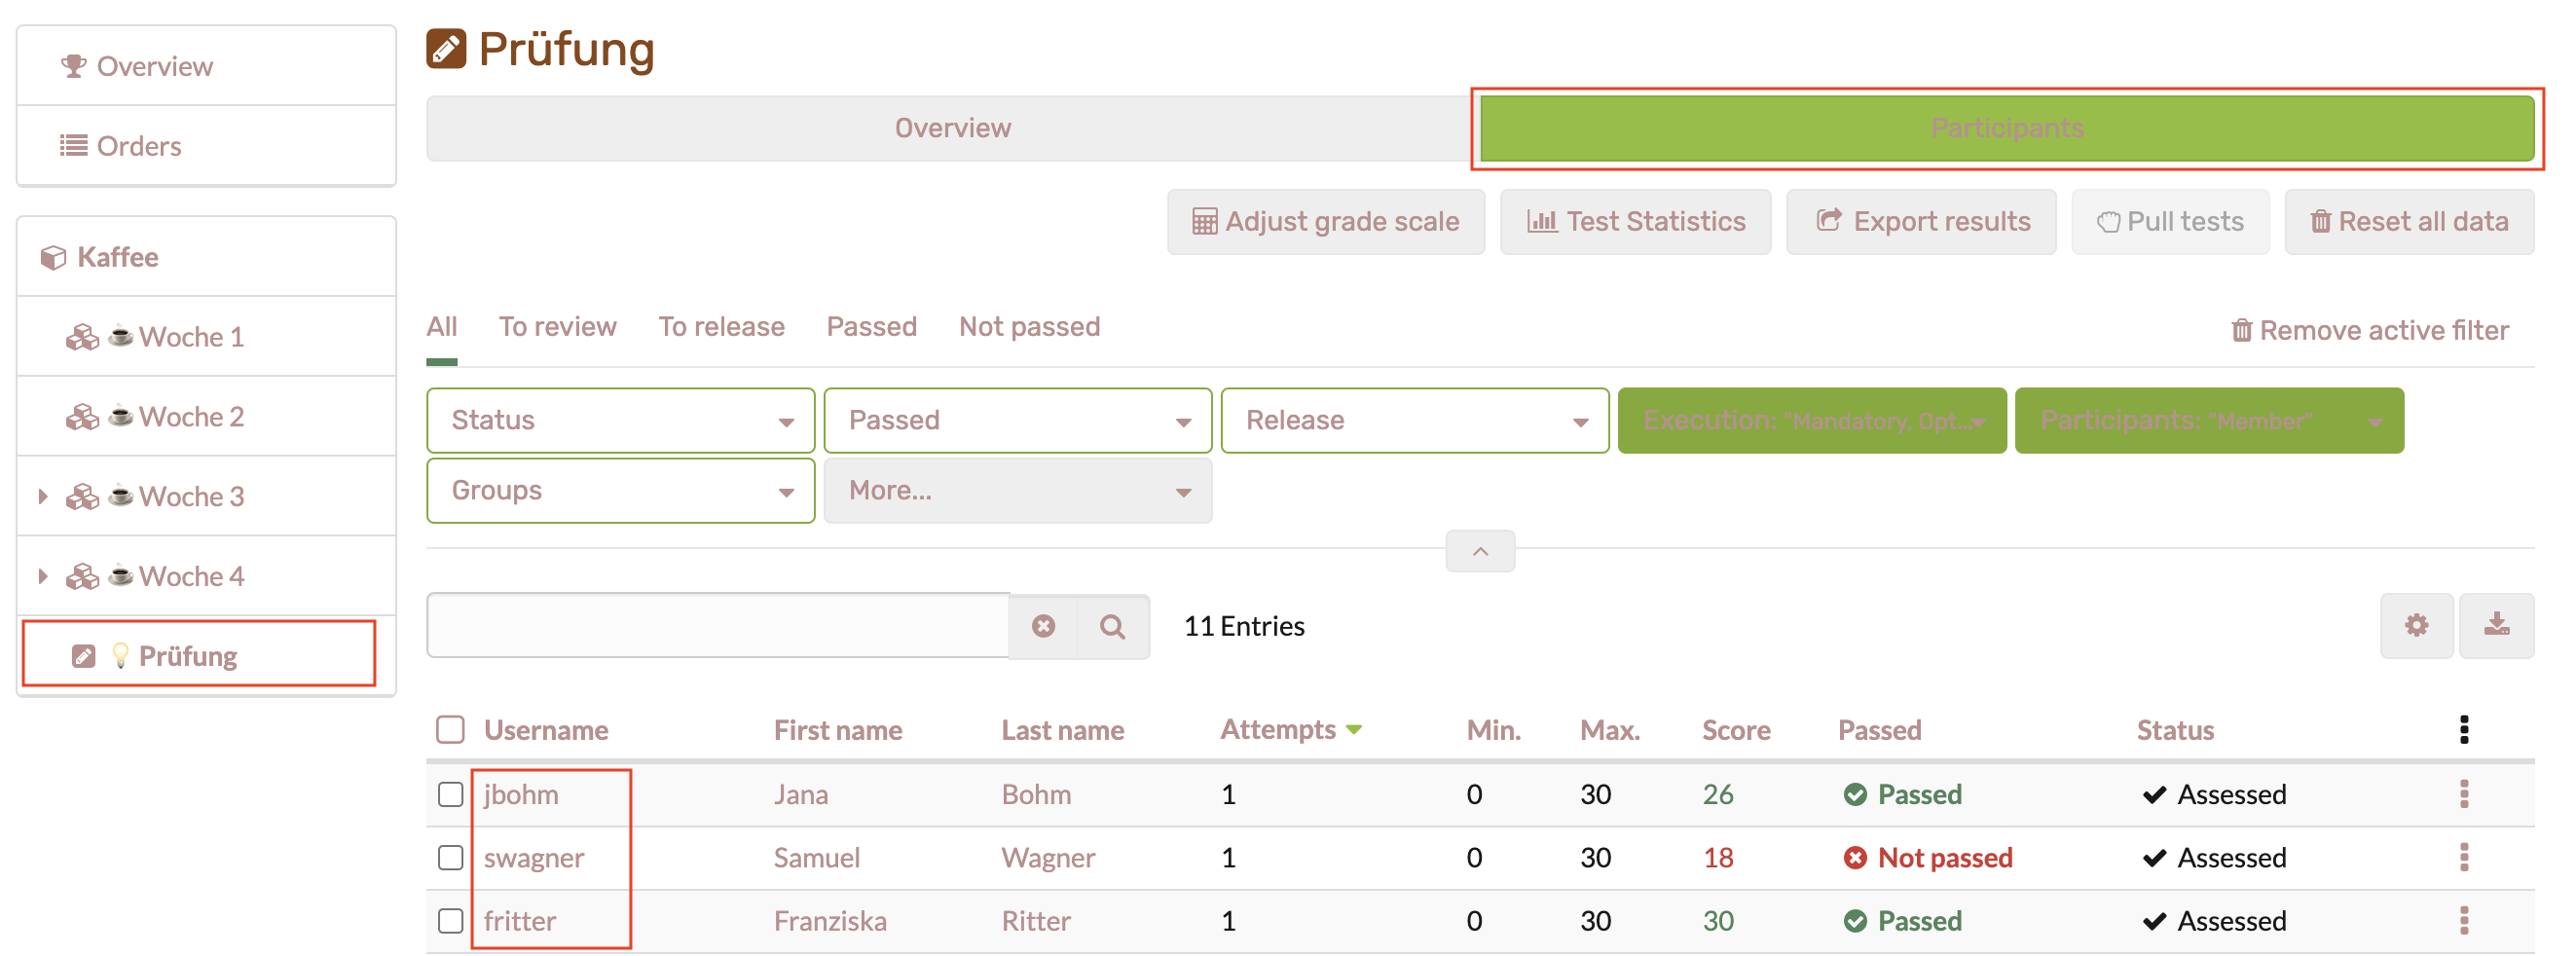 Overview
Orders
Kaffee
Woche 1
Woche 2
Woche 3
Woche 4
Prüfung
Prüfung
Overview Participants
Adjust grade scale Test Statistics Export results Pull tests Reset all data
All To review To release Passed Not passed Remove active filter
Status Passed Release Execution: "Mandatory, Opt... Participants: "Member"
Groups More...
11 Entries
Username First name Last name Attempts Min. Max. Score Passed Status
jbohm Jana Bohm 1 0 30 26 Passed Assessed
swagner Samuel Wagner 1 0 30 18 Not passed Assessed
fritter Franziska Ritter 1 0 30 30 Passed Assessed